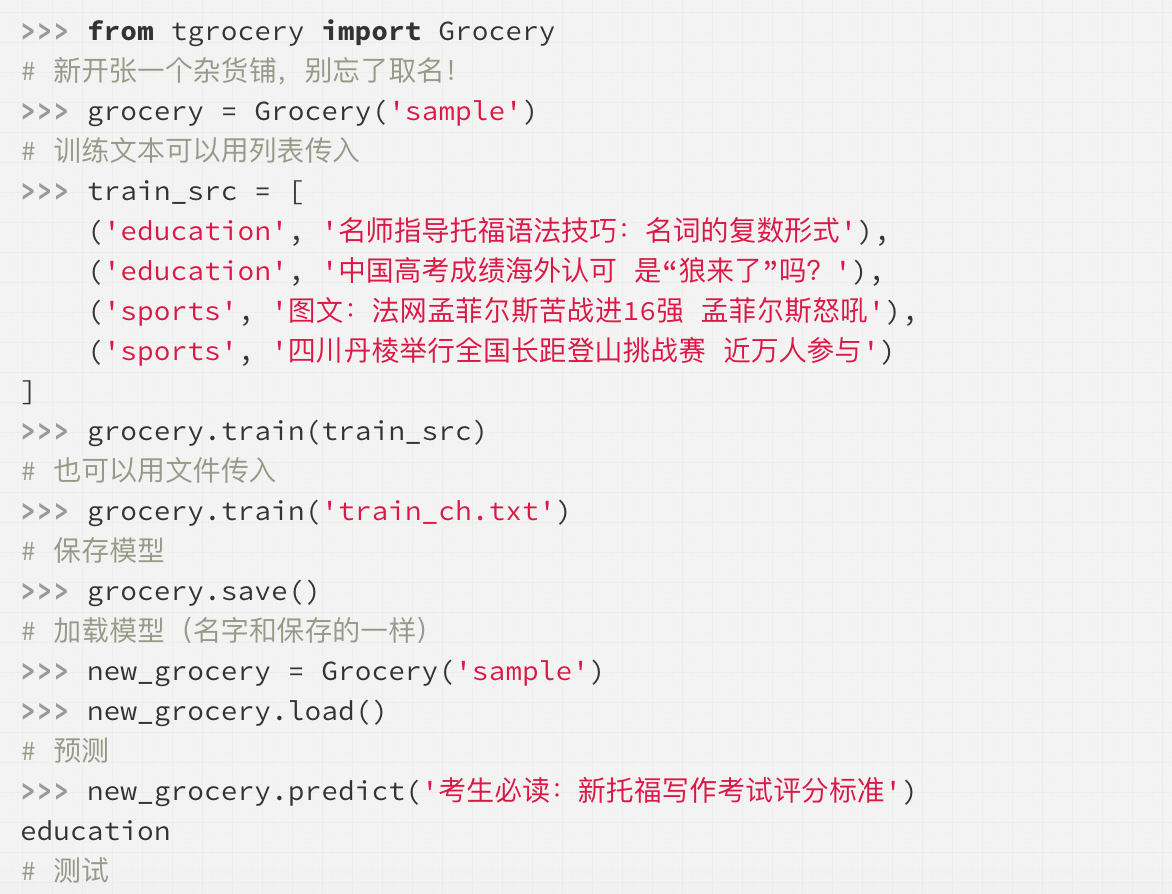 >>> from tgrocery import Grocery
# 新开张一个杂货铺，别忘了取名！
>>> grocery = Grocery('sample')
# 训练文本可以用列表传入
>>> train_src = [
    ('education', '名师指导托福语法技巧：名词的复数形式'),
    ('education', '中国高考成绩海外认可 是“狼来了”吗？'),
    ('sports', '图文：法网孟菲尔斯苦战进16强 孟菲尔斯怒吼'),
    ('sports', '四川丹棱举行全国长距登山挑战赛 近万人参与')
]
>>> grocery.train(train_src)
# 也可以用文件传入
>>> grocery.train('train_ch.txt')
# 保存模型
>>> grocery.save()
# 加载模型（名字和保存的一样）
>>> new_grocery = Grocery('sample')
>>> new_grocery.load()
# 预测
>>> new_grocery.predict('考生必读：新托福写作考试评分标准')
education
# 测试